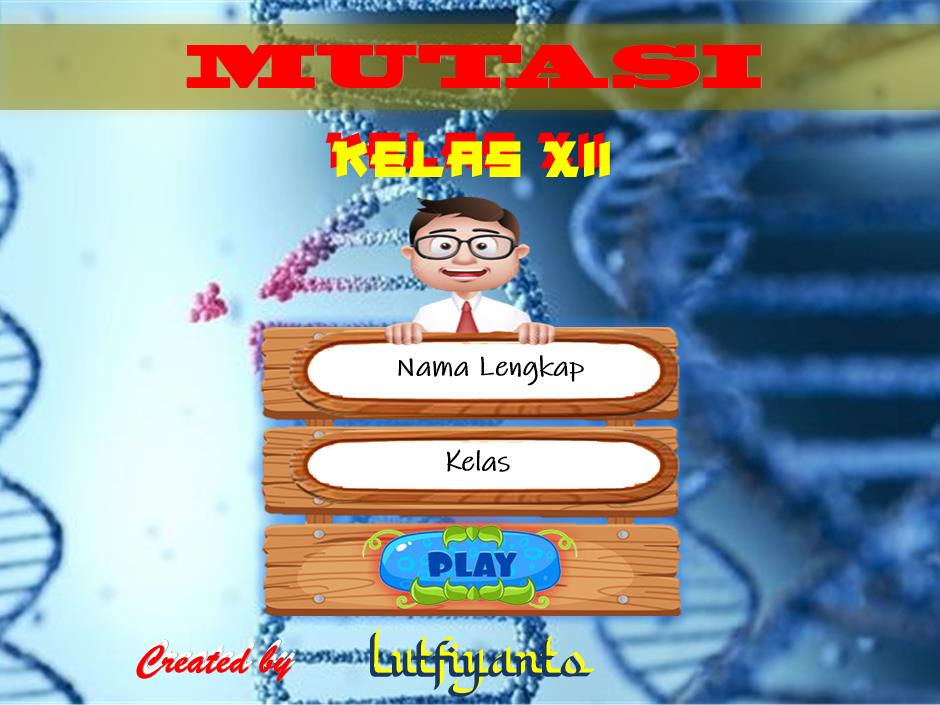 MUTASI
KELAS XII
Nama Lengkap
Kelas
PLAY
Created by Lutfiyanto